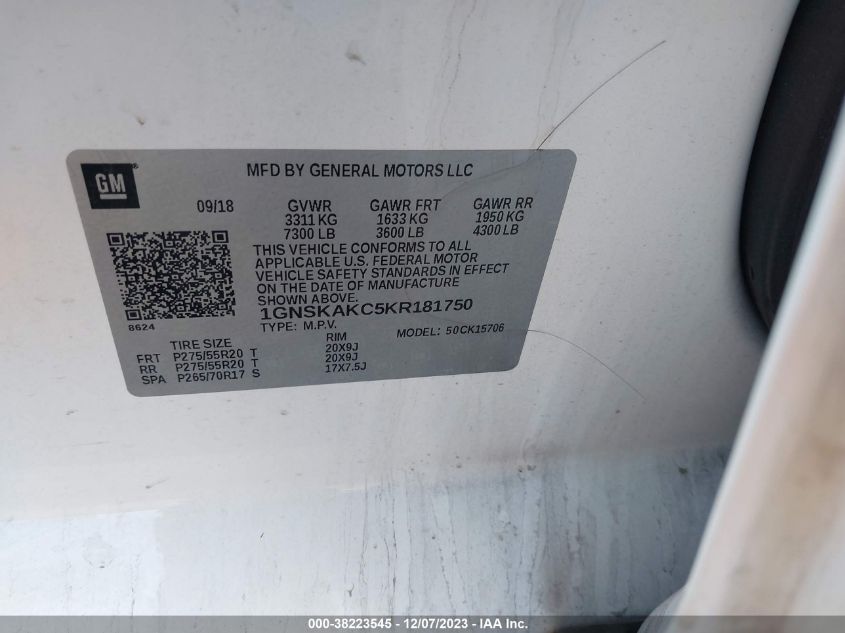 GM®
MFD BY GENERAL MOTORS LLC
09/18 GVWR GAWR FRT GAWR RR
3311 KG 1633 KG 1950 KG
7300 LB 3600 LB 4300 LB
THIS VEHICLE CONFORMS TO ALL
APPLICABLE U.S. FEDERAL MOTOR
VEHICLE SAFETY STANDARDS IN EFFECT
ON THE DATE OF MANUFACTURE
SHOWN ABOVE.
8624
1GNSKAKC5KR181750
TYPE: M.P.V. MODEL: 50CK15706
TIRE SIZE RIM
FRT P275/55R20 T 20X9J
RR P275/55R20 T 20X9J
SPA P265/70R17 S 17X7.5J
000-38223545 - 12/07/2023 - IAA Inc.